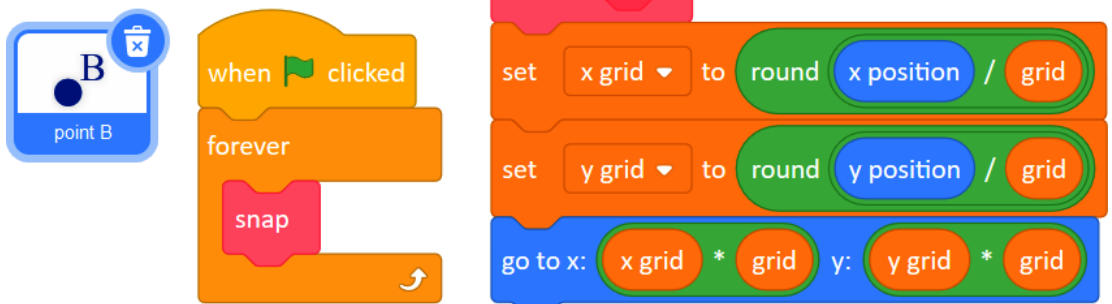 B
point B
when clicked
forever
snap
set x grid to round x position / grid
set y grid to round y position / grid
go to x: x grid * grid y: y grid * grid